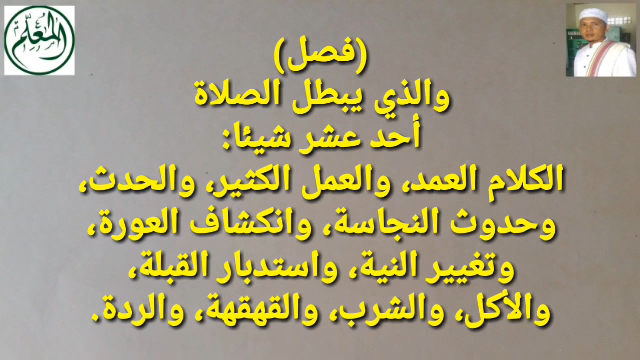 المعلم
(فصل)
والذي يبطل الصلاة
أحد عشر شيئا:
الكلام العمد، والعمل الكثير، والحدث،
وحدوث النجاسة، وانكشاف العورة،
وتغيير النية، واستدبار القبلة،
والأكل، والشرب، والقهقهة، والردة.